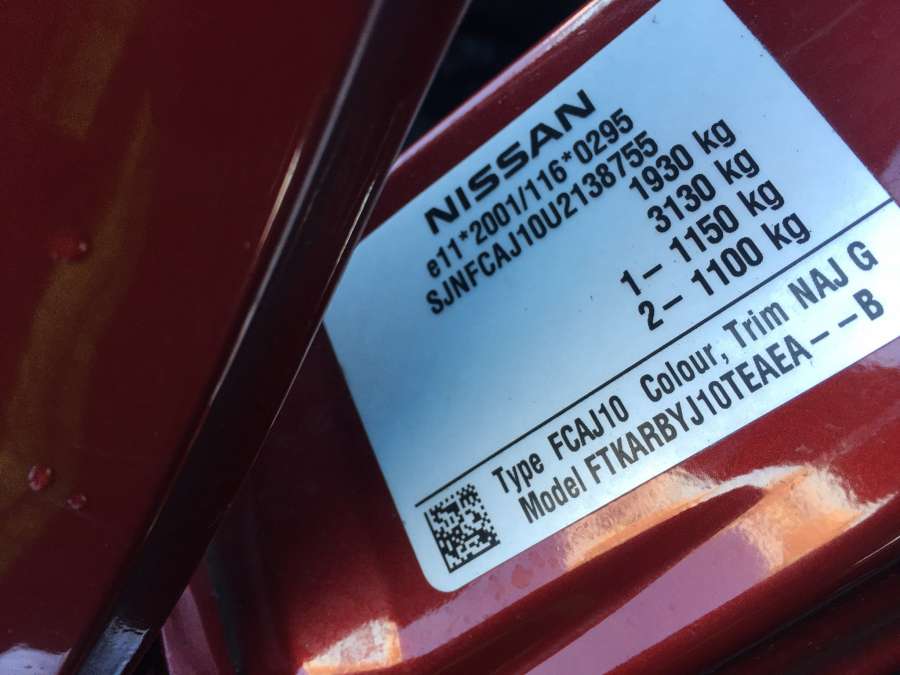 NISSAN
e11*2001/116*0295
SJNFCAJ10U2138755
1930 kg
3130 kg
1- 1150 kg
2- 1100 kg
Type FCAJ10 Colour, Trim NAJ G
Model FTKARBYJ10TEAEA--B